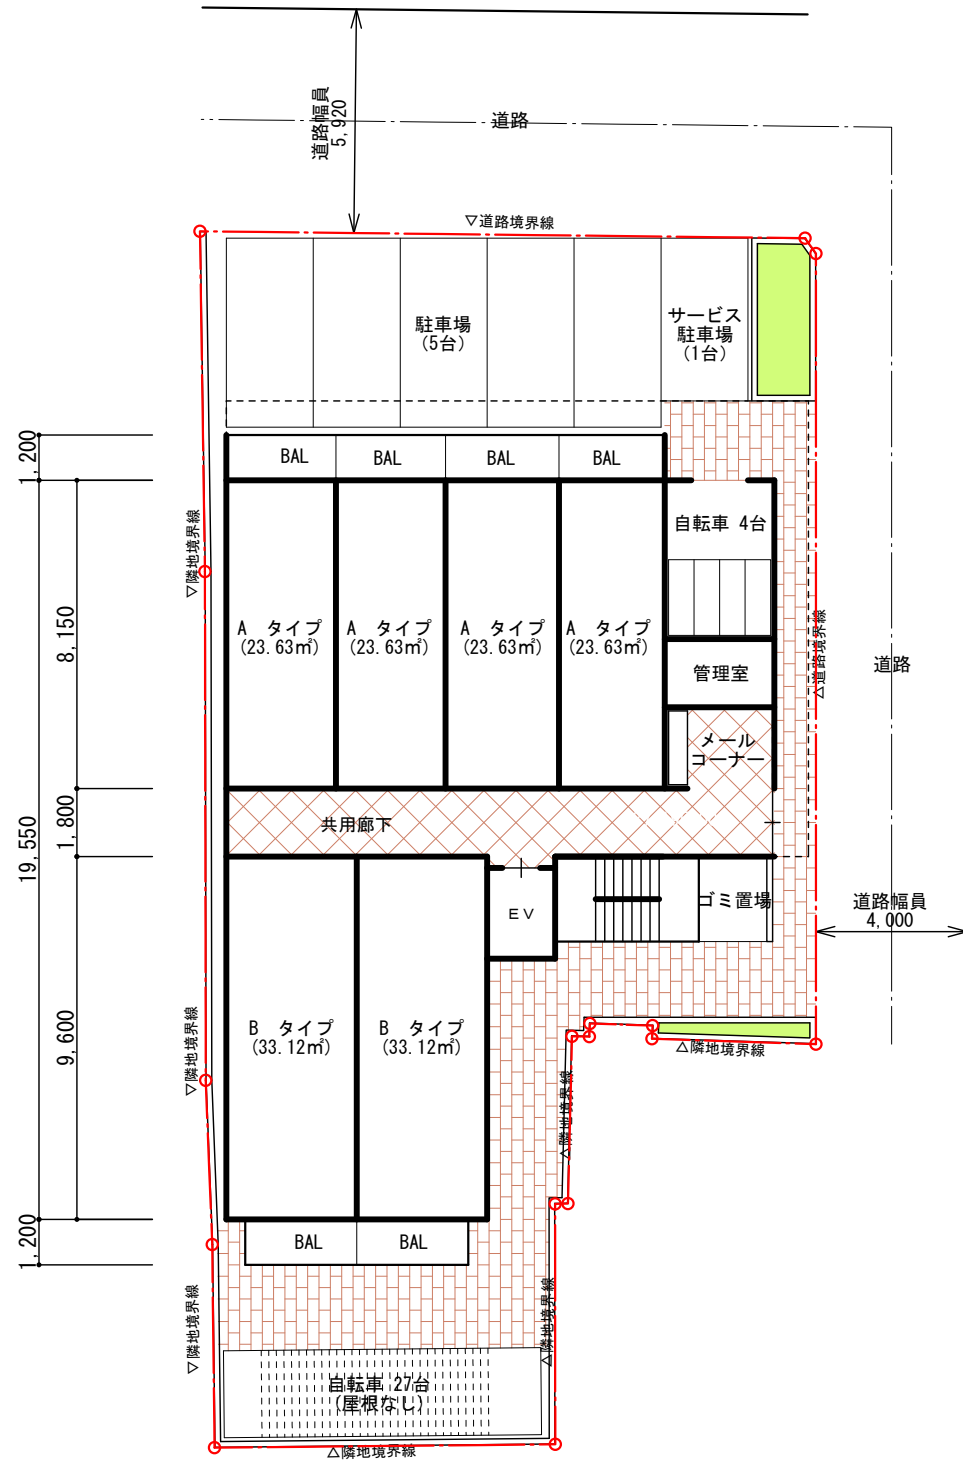 道路幅員
5,920
道路
▽道路境界線
駐車場
(5台)
サービス
駐車場
(1台)
1,200
BAL
BAL
BAL
BAL
自転車 4台
▽隣地境界線
8,150
A タイプ
(23.63㎡)
A タイプ
(23.63㎡)
A タイプ
(23.63㎡)
A タイプ
(23.63㎡)
管理室
△道路境界線
道路
メール
コーナー
19,550
1,800
共用廊下
EV
ゴミ置場
道路幅員
4,000
9,600
▽隣地境界線
B タイプ
(33.12㎡)
B タイプ
(33.12㎡)
△隣地境界線
△隣地境界線
1,200
BAL
BAL
▽隣地境界線
△隣地境界線
自転車 27台
(屋根なし)
△隣地境界線